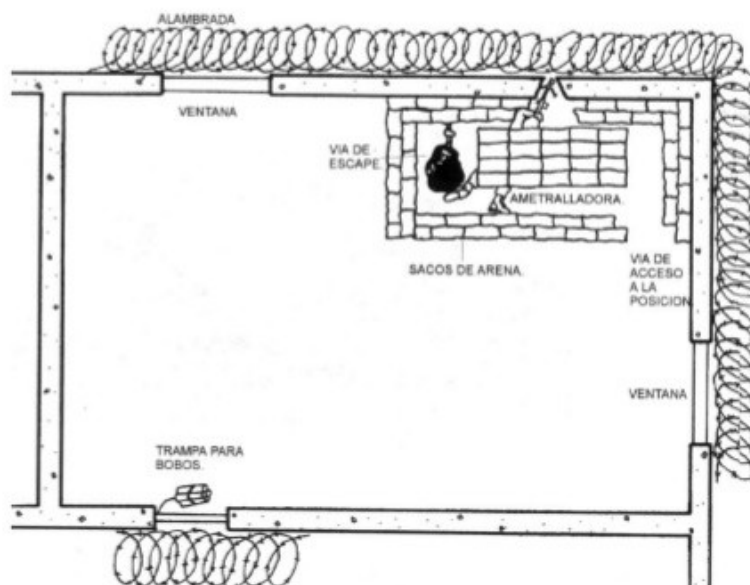 ALAMBRADA
VENTANA
VIA DE
ESCAPE.
AMETRALLADORA.
SACOS DE ARENA.
VIA DE
ACCESO
A LA
POSICION
VENTANA
TRAMPA PARA
BOBOS.